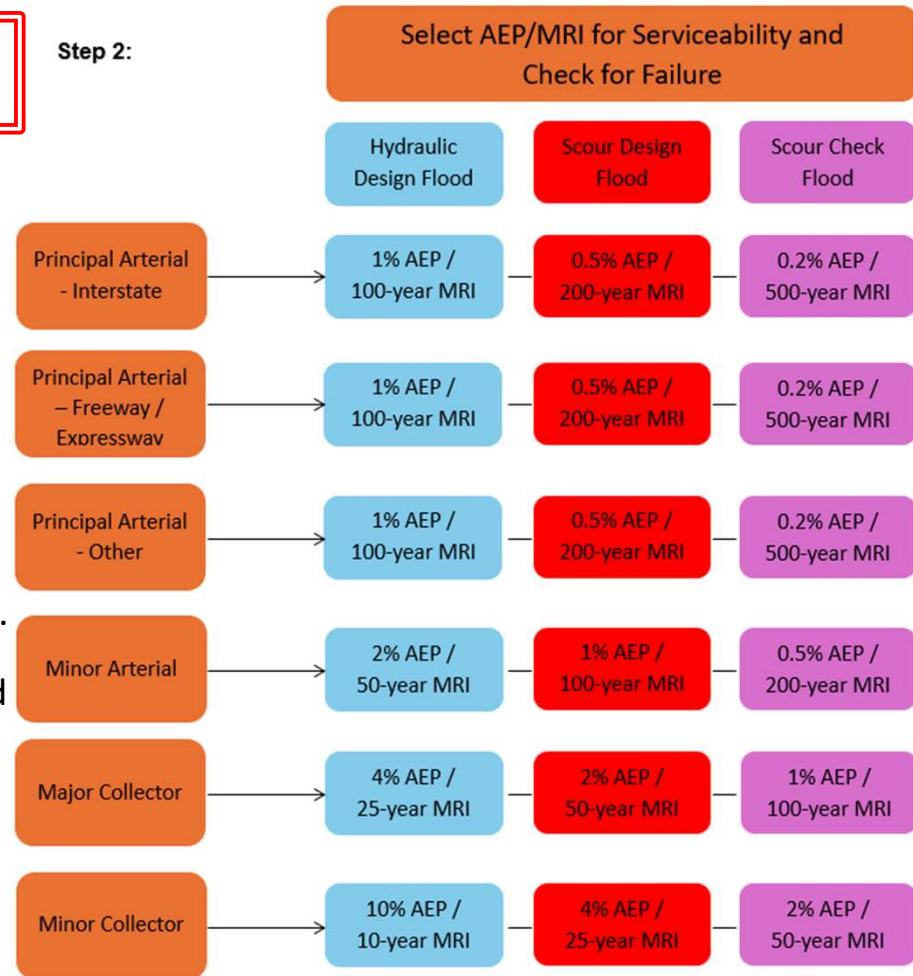 Step 2:
Select AEP/MRI for Serviceability and
Check for Failure
Hydraulic
Design Flood
Scour Design
Flood
Scour Check
Flood
Principal Arterial
- Interstate
1% AEP /
100-year MRI
0.5% AEP /
200-year MRI
0.2% AEP /
500-year MRI
Principal Arterial
– Freeway /
Expressway
1% AEP /
100-year MRI
0.5% AEP /
200-year MRI
0.2% AEP /
500-year MRI
Principal Arterial
- Other
1% AEP /
100-year MRI
0.5% AEP /
200-year MRI
0.2% AEP /
500-year MRI
Minor Arterial
2% AEP /
50-year MRI
1% AEP /
100-year MRI
0.5% AEP /
200-year MRI
Major Collector
4% AEP /
25-year MRI
2% AEP /
50-year MRI
1% AEP /
100-year MRI
Minor Collector
10% AEP /
10-year MRI
4% AEP /
25-year MRI
2% AEP /
50-year MRI